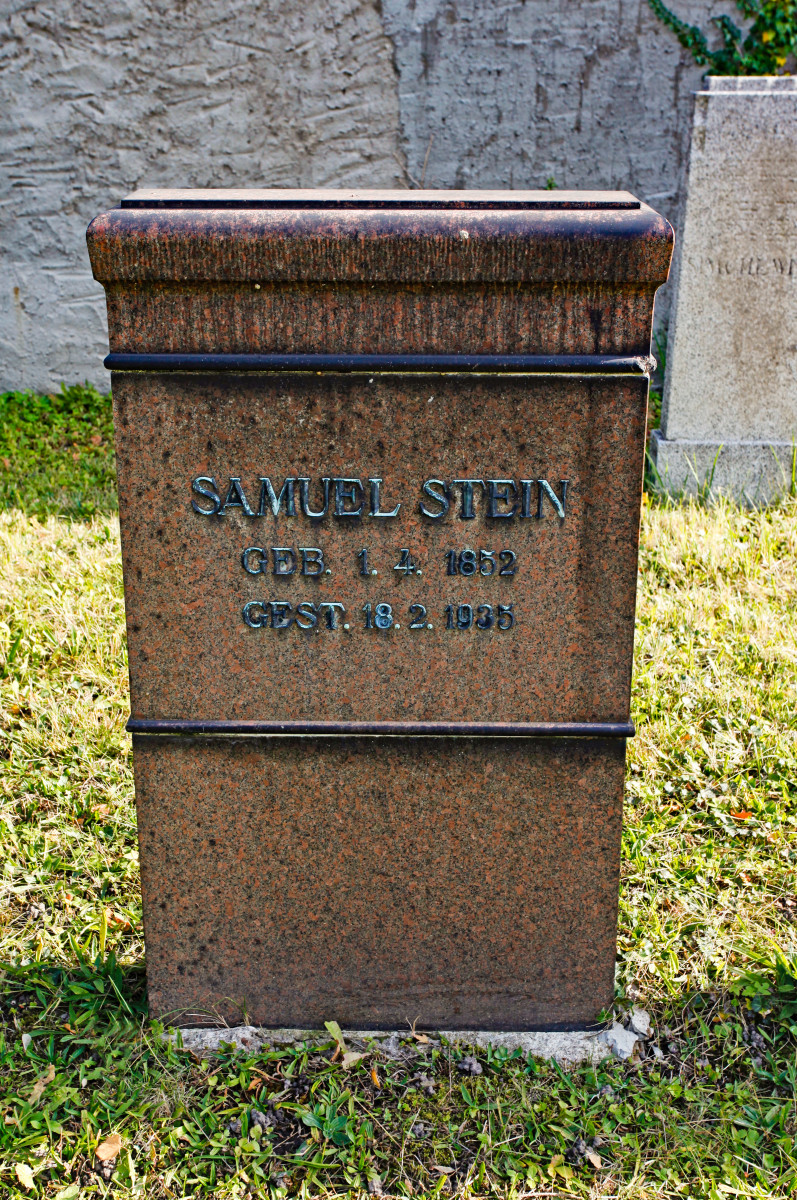 SAMUEL STEIN
GEB. 1. 4. 1852
GEST. 18. 2. 1935